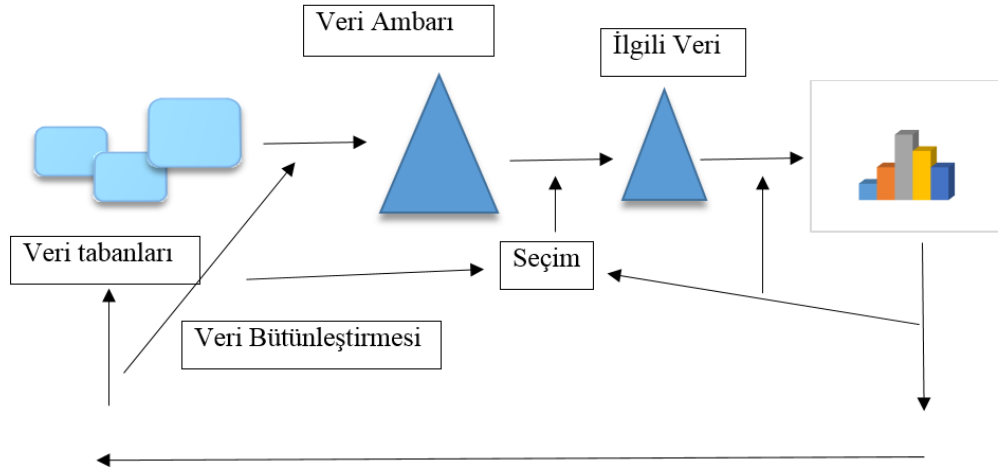 Veri Ambarı
İlgili Veri
Veri tabanları
Seçim
Veri Bütünleştirmesi